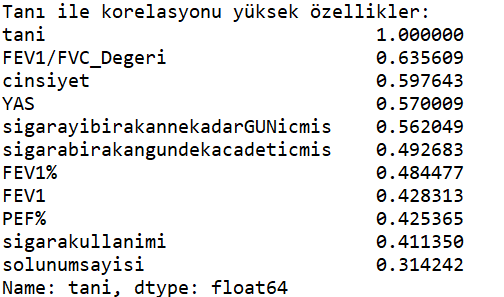 Tanı ile korelasyonu yüksek özellikler:
tani 1.000000
FEV1/FVC_Degeri 0.635609
cinsiyet 0.597643
YAS 0.570009
sigarayibirakannekadarGUNicmis 0.562049
sigarabirakangundekacadeticmis 0.492683
FEV1% 0.484477
FEV1 0.428313
PEF% 0.425365
sigarakullanimi 0.411350
solunumsayisi 0.314242
Name: tani, dtype: float64